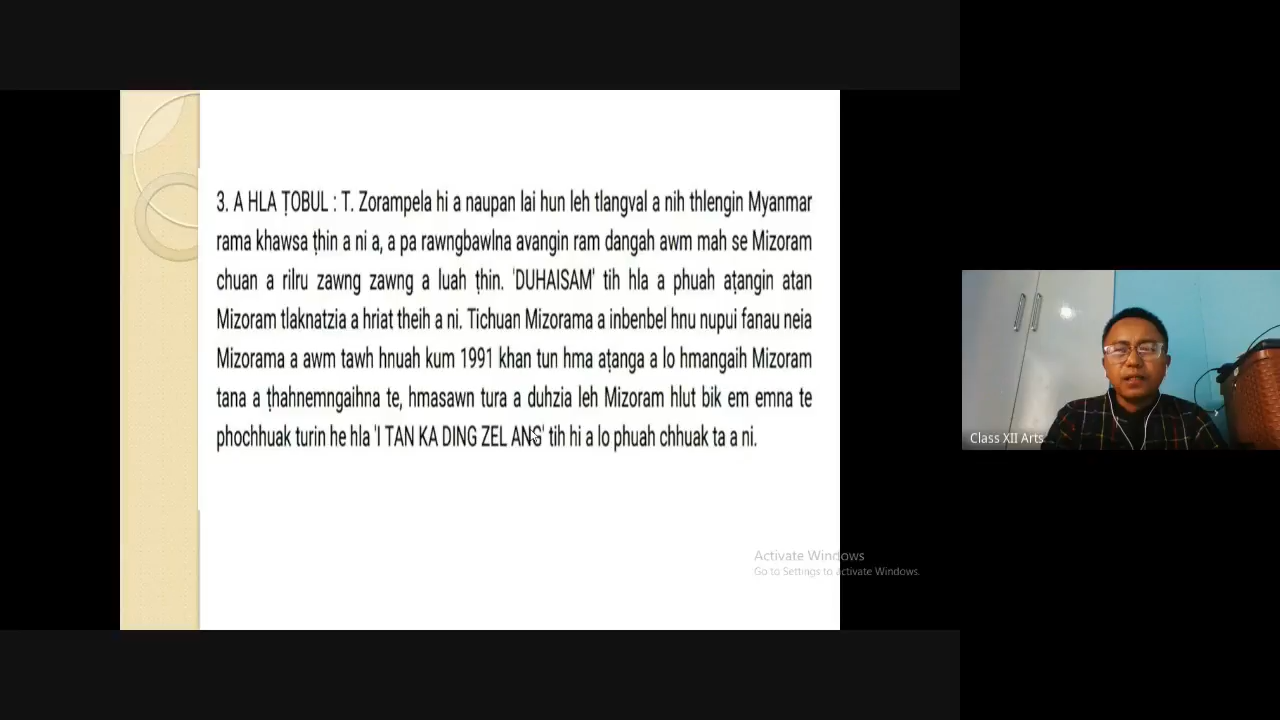 3. A HLA ṬOBUL : T. Zorampela hi a naupan lai hun leh tlangval a nih thlengin Myanmar
rama khawsa ṭhin a ni a, a pa rawngbawlna avangin ram dangah awm mah se Mizoram
chuan a rilru zawng zawng a luah ṭhin. 'DUHAISAM' tih hla a phuah aṭangin atan
Mizoram tlaknatzia a hriat theih a ni. Tichuan Mizorama a inbenbel hnu nupui fanau neia
Mizorama a awm tawh hnuah kum 1991 khan tun hma aṭanga a lo hmangaih Mizoram
tana a ṭhahnemngaihna te, hmasawn tura a duhzia leh Mizoram hlut bik em emna te
phochhuak turin he hla 'I TAN KA DING ZEL ANG' tih hi a lo phuah chhuak ta a ni.
Activate Windows
Go to Settings to activate Windows.
Class XII Arts